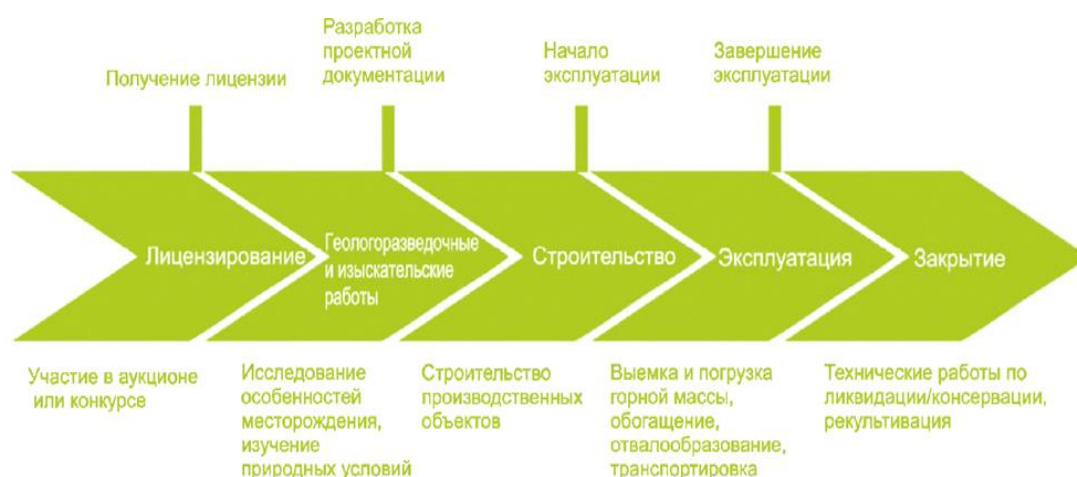 Получение лицензии
Разработка
проектной
документации
Начало
эксплуатации
Завершение
эксплуатации
Лицензирование
Геологоразведочные
и изыскательские
работы
Строительство
Эксплуатация
Закрытие
Участие в аукционе
или конкурсе
Исследование
особенностей
месторождения,
изучение
природных условий
Строительство
производственных
объектов
Выемка и погрузка
горной массы,
обогащение,
отвалообразование,
транспортировка
Технические работы по
ликвидации/консервации,
рекультивация